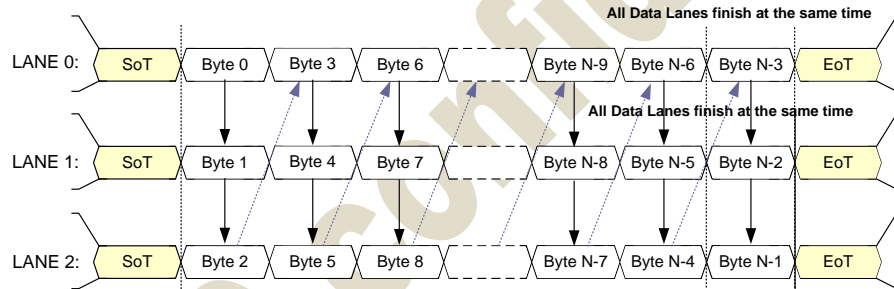 All Data Lanes finish at the same time
LANE 0: SoT Byte 0 Byte 3 Byte 6 Byte N-9 Byte N-6 Byte N-3 EoT
All Data Lanes finish at the same time
LANE 1: SoT Byte 1 Byte 4 Byte 7 Byte N-8 Byte N-5 Byte N-2 EoT
LANE 2: SoT Byte 2 Byte 5 Byte 8 Byte N-7 Byte N-4 Byte N-1 EoT